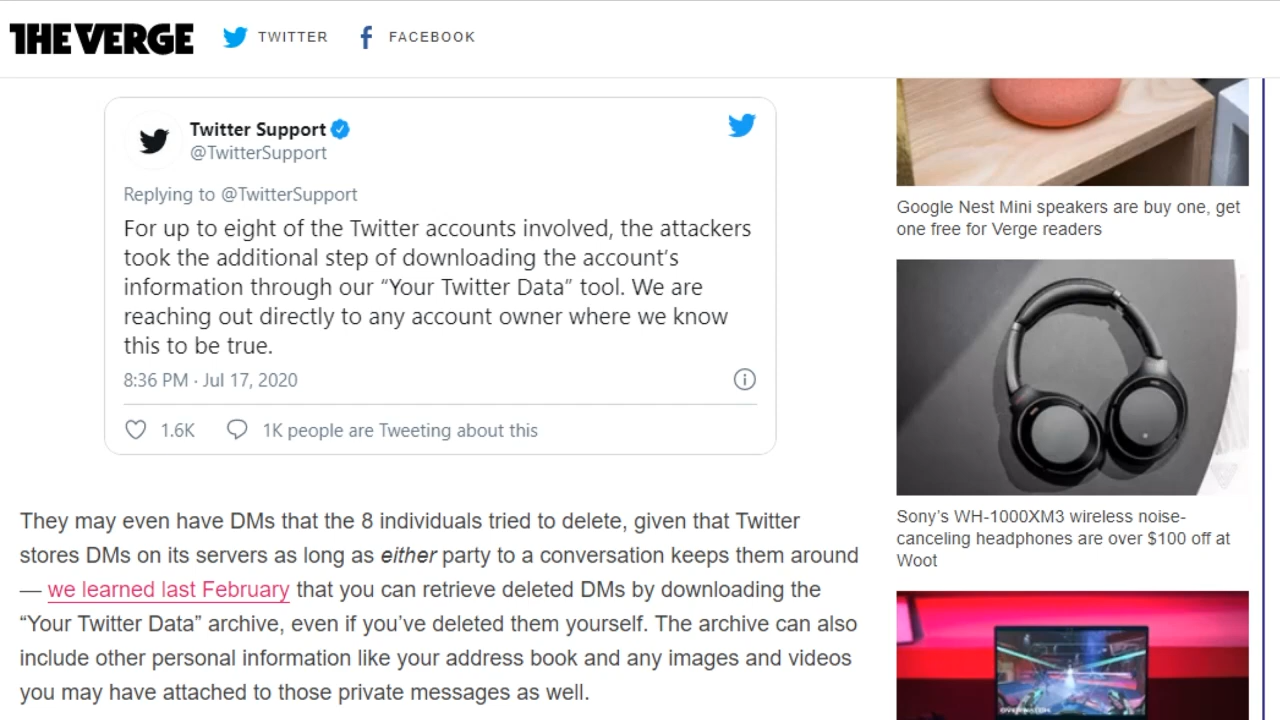 THE VERGE
TWITTER
FACEBOOK
Twitter Support
@TwitterSupport
Replying to @TwitterSupport
For up to eight of the Twitter accounts involved, the attackers
took the additional step of downloading the account’s
information through our “Your Twitter Data” tool. We are
reaching out directly to any account owner where we know
this to be true.
8:36 PM · Jul 17, 2020
1.6K
1K people are Tweeting about this
They may even have DMs that the 8 individuals tried to delete, given that Twitter
stores DMs on its servers as long as either party to a conversation keeps them around
— we learned last February that you can retrieve deleted DMs by downloading the
“Your Twitter Data” archive, even if you’ve deleted them yourself. The archive can also
include other personal information like your address book and any images and videos
you may have attached to those private messages as well.
Google Nest Mini speakers are buy one, get
one free for Verge readers
Sony’s WH-1000XM3 wireless noise-
canceling headphones are over $100 off at
Woot